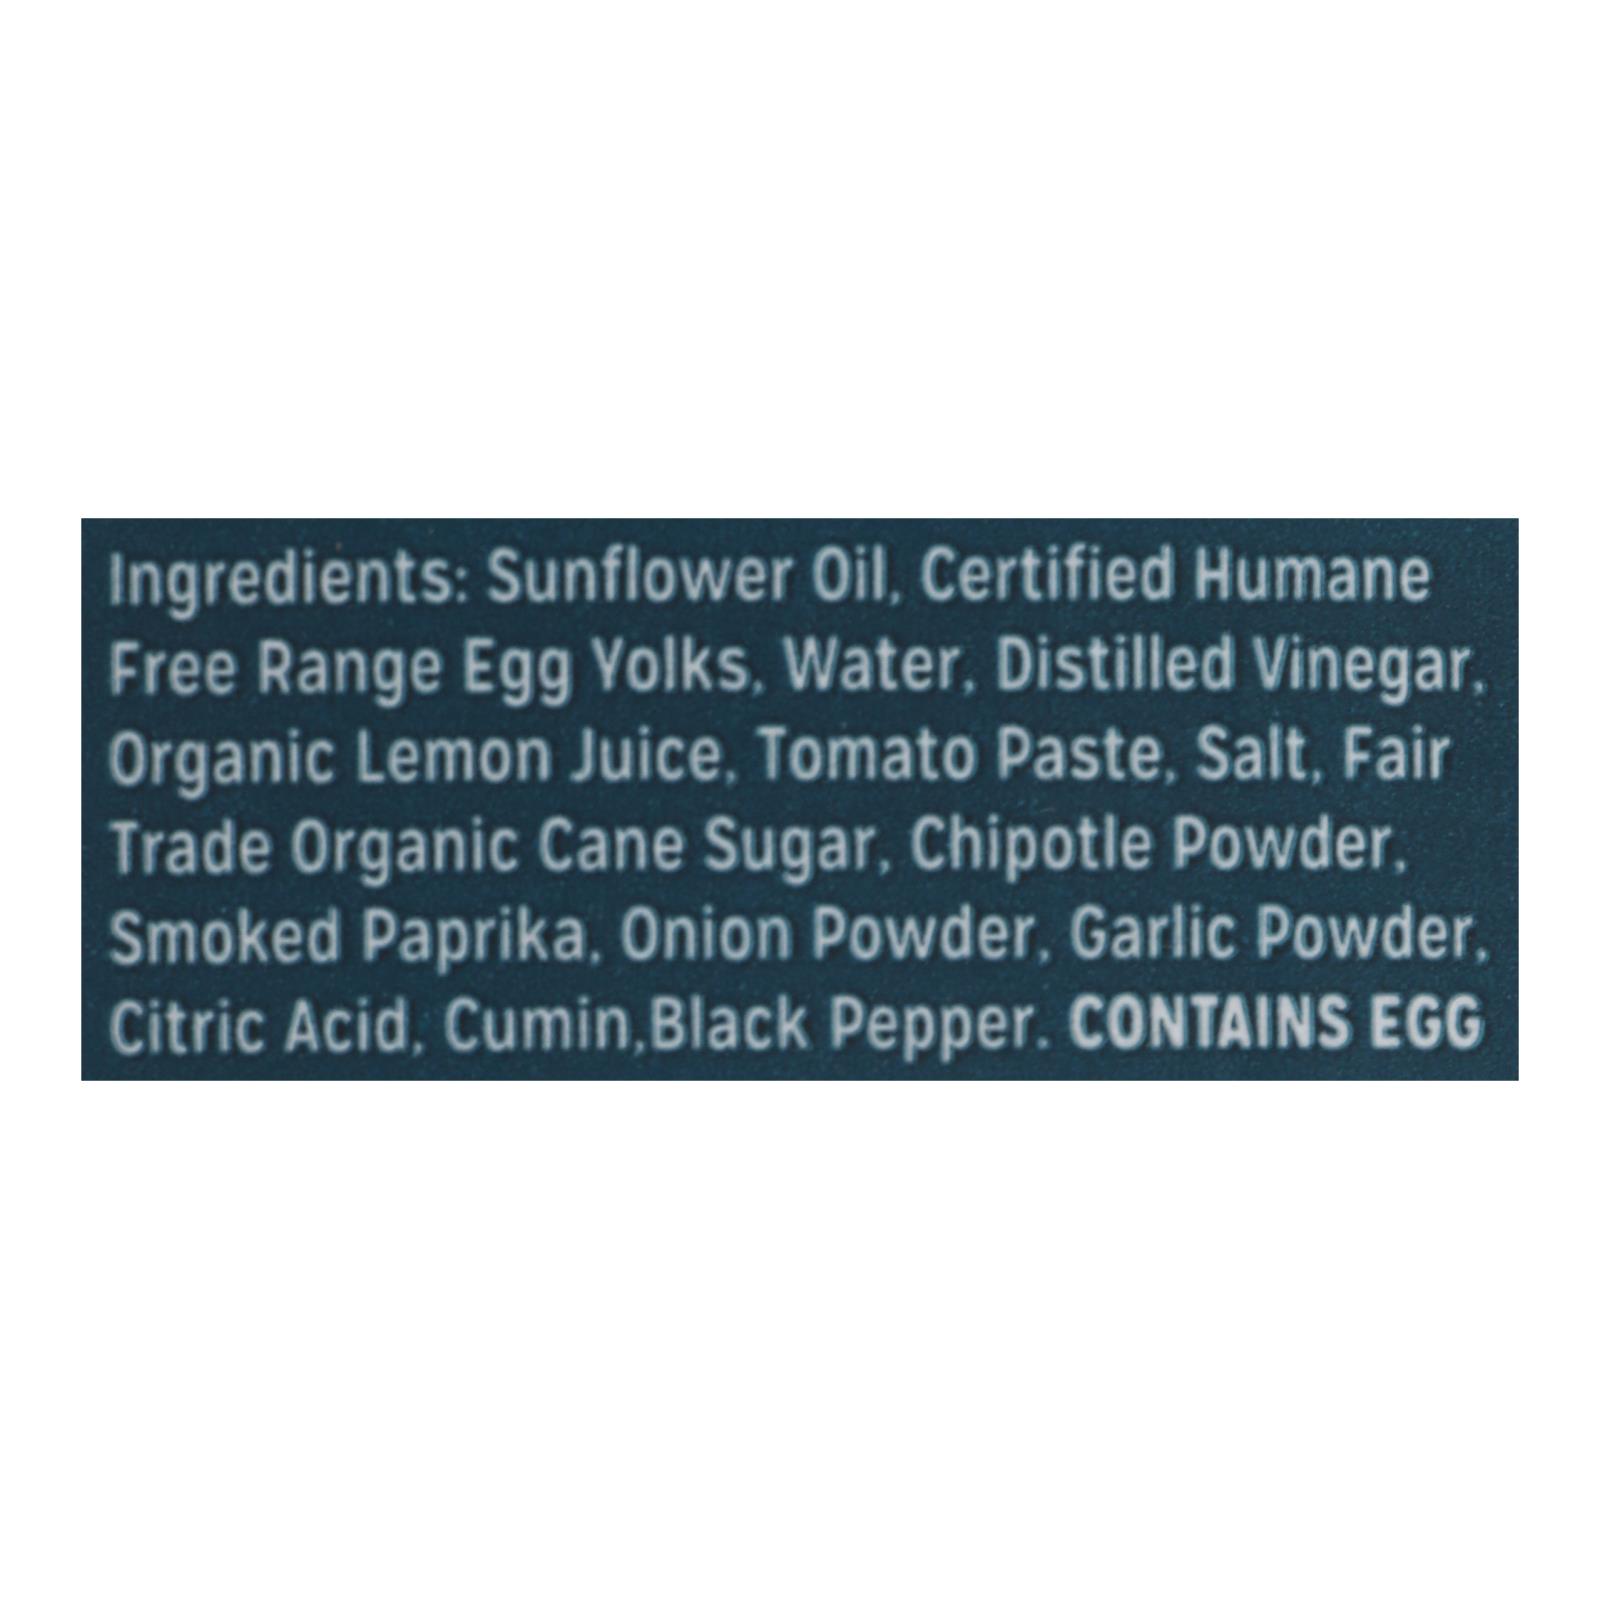 Ingredients: Sunflower Oil, Certified Humane
Free Range Egg Yolks, Water, Distilled Vinegar,
Organic Lemon Juice, Tomato Paste, Salt, Fair
Trade Organic Cane Sugar, Chipotle Powder,
Smoked Paprika, Onion Powder, Garlic Powder,
Citric Acid, Cumin,Black Pepper. CONTAINS EGG